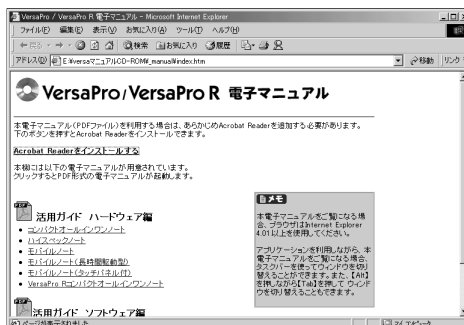 VersaPro / VersaPro R 電子マニュアル - Microsoft Internet Explorer
ファイル(F) 編集(E) 表示(V) お気に入り(A) ツール(T) ヘルプ(H)
戻る 検索 お気に入り 履歴
アドレス(D) E:¥versaマニュアルCD-ROM¥_manual¥index.htm 移動 リンク
VersaPro/VersaPro R 電子マニュアル
本電子マニュアル(PDFファイル)を利用する場合は、あらかじめAcrobat Readerを追加する必要があります。
下のボタンを押すとAcrobat Readerをインストールできます。
Acrobat Readerをインストールする
本機には以下の電子マニュアルが用意されています。
クリックするとPDF形式の電子マニュアルが起動します。
活用ガイド ハードウェア編
コンパクトオールインワンノート
ハイスペックノート
モバイルノート
モバイルノート(長時間駆動型)
モバイルノート(タッチパネル付)
VersaPro Rコンパクトオールインワンノート
活用ガイド ソフトウェア編
メモ
本電子マニュアルをご覧になる場
合、ブラウザはInternet Explorer
4.01以上を使用してください。
アプリケーションを利用しながら、本
電子マニュアルをご覧になる場合、
タスクバーを使ってウィンドウを切り
替えることができます。また、【Alt】
を押しながら【Tab】を押して ウィンド
ウを切り替えることもできます。
ページが表示されました
マイ コンピュータ